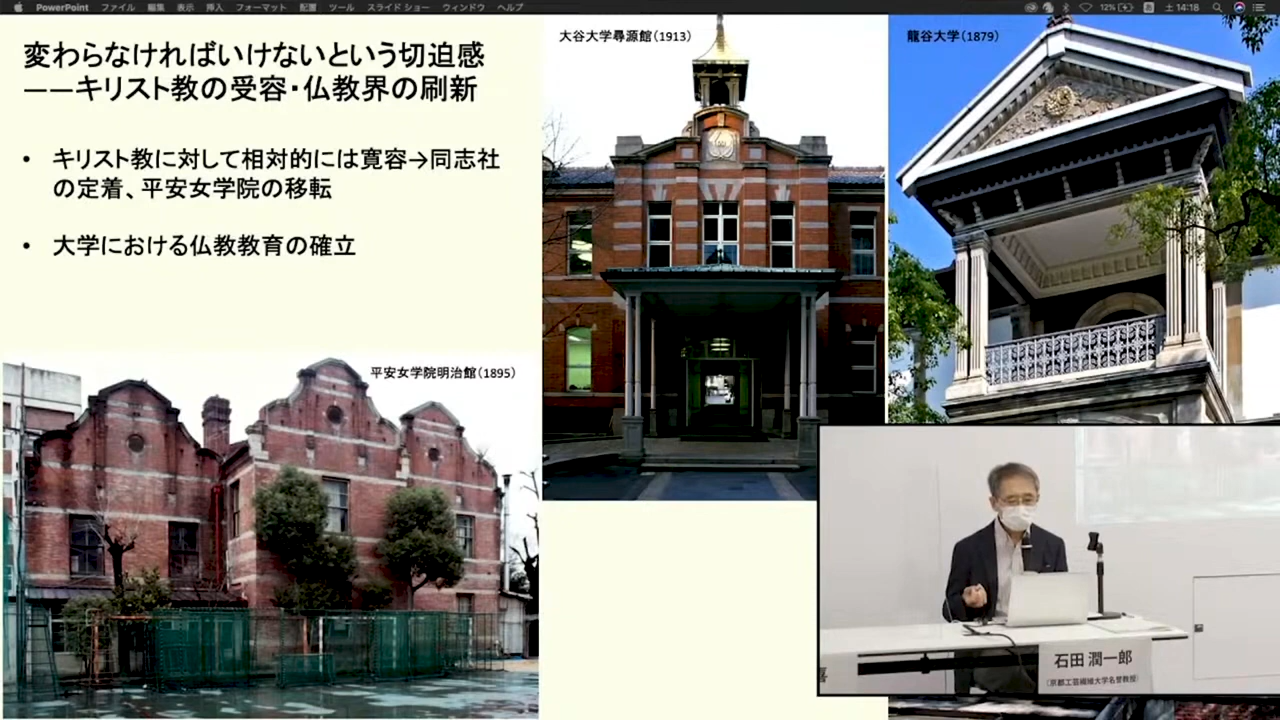 PowerPoint ファイル 編集 表示 挿入 フォーマット 配置 ツール スライド ショー ウィンドウ ヘルプ
12% 土 14:18
変わらなければいけないという切迫感
――キリスト教の受容・仏教界の刷新
• キリスト教に対して相対的には寛容→同志社
の定着、平安女学院の移転
• 大学における仏教教育の確立
大谷大学尋源館(1913)
龍谷大学(1879)
平安女学院明治館(1895)
石田 潤一郎
(京都工芸繊維大学名誉教授)